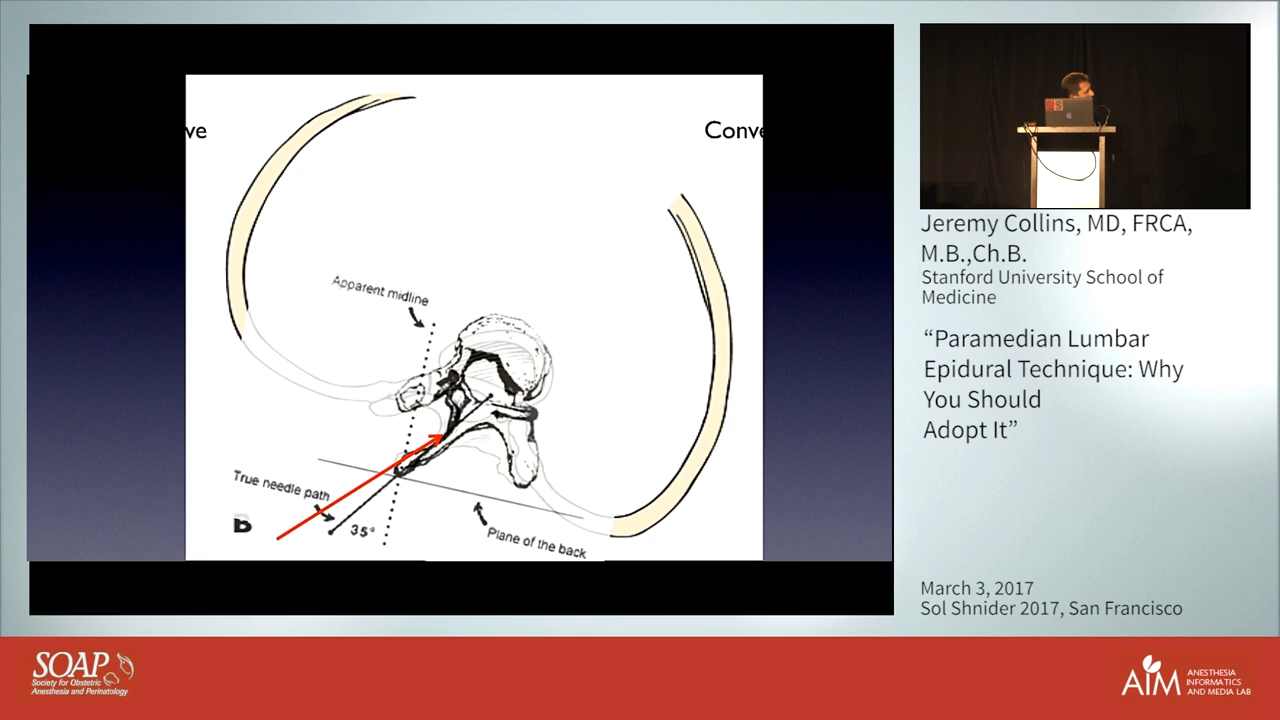 ve
Conve
Apparent midline
True needle path
35°
b
Plane of the back
Jeremy Collins, MD, FRCA,
M.B.,Ch.B.
Stanford University School of
Medicine
“Paramedian Lumbar
Epidural Technique: Why
You Should
Adopt It”
March 3, 2017
Sol Shnider 2017, San Francisco
SOAP
Society for Obstetric
Anesthesia and Perinatology
AIM
ANESTHESIA
INFORMATICS
AND MEDIA LAB